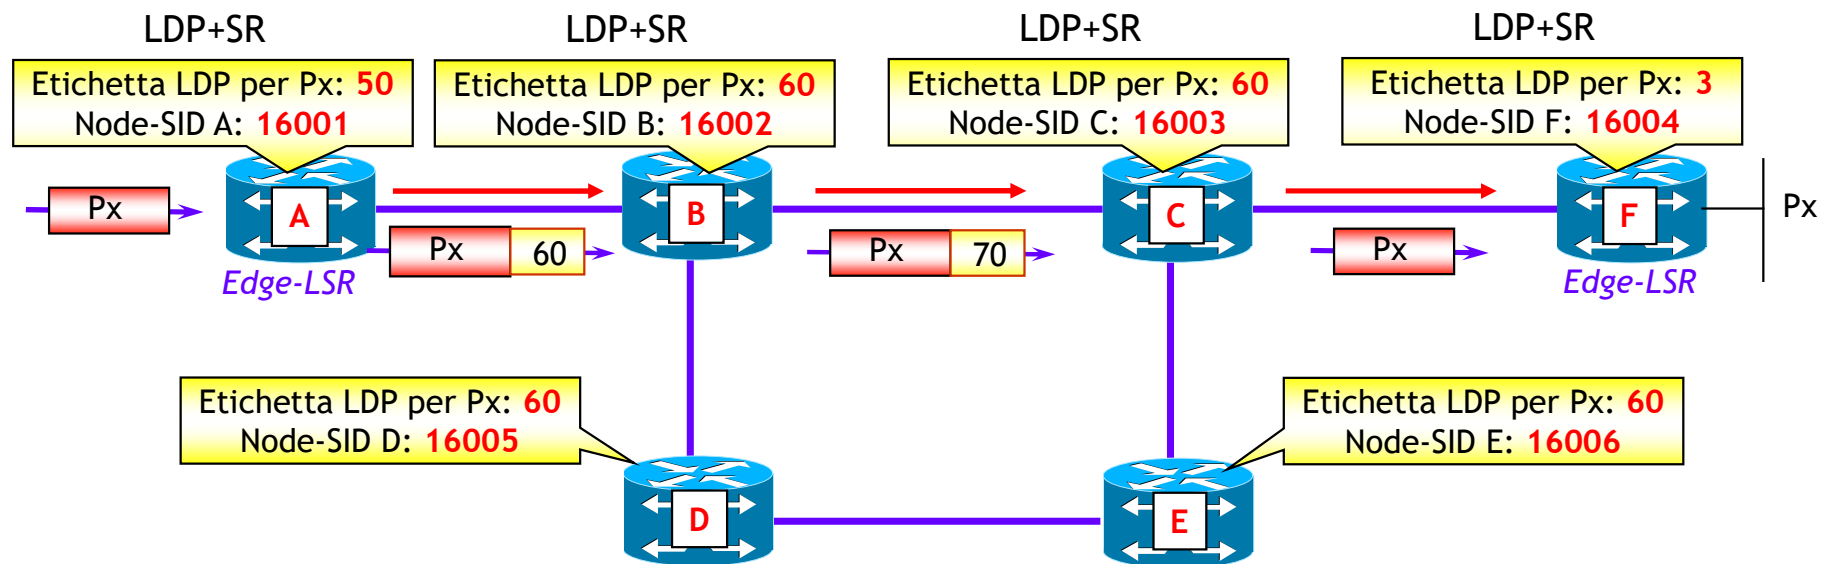 LDP+SR
LDP+SR
LDP+SR
LDP+SR
Etichetta LDP per Px: 50
Node-SID A: 16001
Etichetta LDP per Px: 60
Node-SID B: 16002
Etichetta LDP per Px: 60
Node-SID C: 16003
Etichetta LDP per Px: 3
Node-SID F: 16004
Px
A
B
C
F
Px
Px
60
Px
70
Px
Edge-LSR
Edge-LSR
Etichetta LDP per Px: 60
Node-SID D: 16005
Etichetta LDP per Px: 60
Node-SID E: 16006
D
E